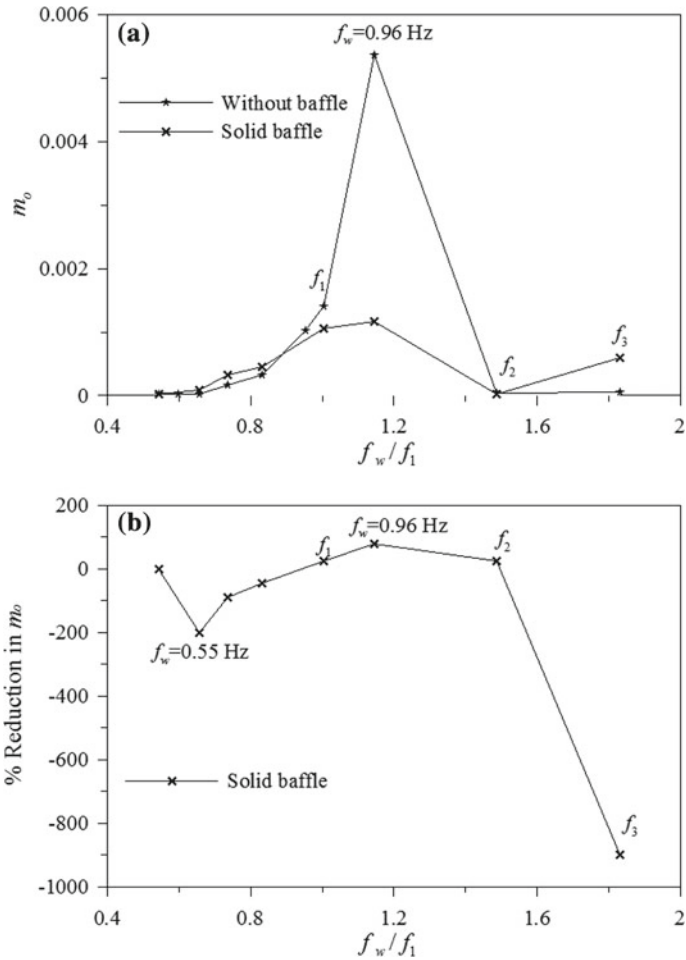 (a)
0.006
f_w=0.96 Hz
Without baffle
Solid baffle
0.004
m_o
0.002
f_1
f_3
f_2
0
0.4 0.8 1.2 1.6 2
f_w / f_1
(b)
200
f_w=0.96 Hz
f_1
f_2
0
-200
f_w=0.55 Hz
% Reduction in m_o
-400
-600
Solid baffle
-800
f_3
-1000
0.4 0.8 1.2 1.6 2
f_w / f_1